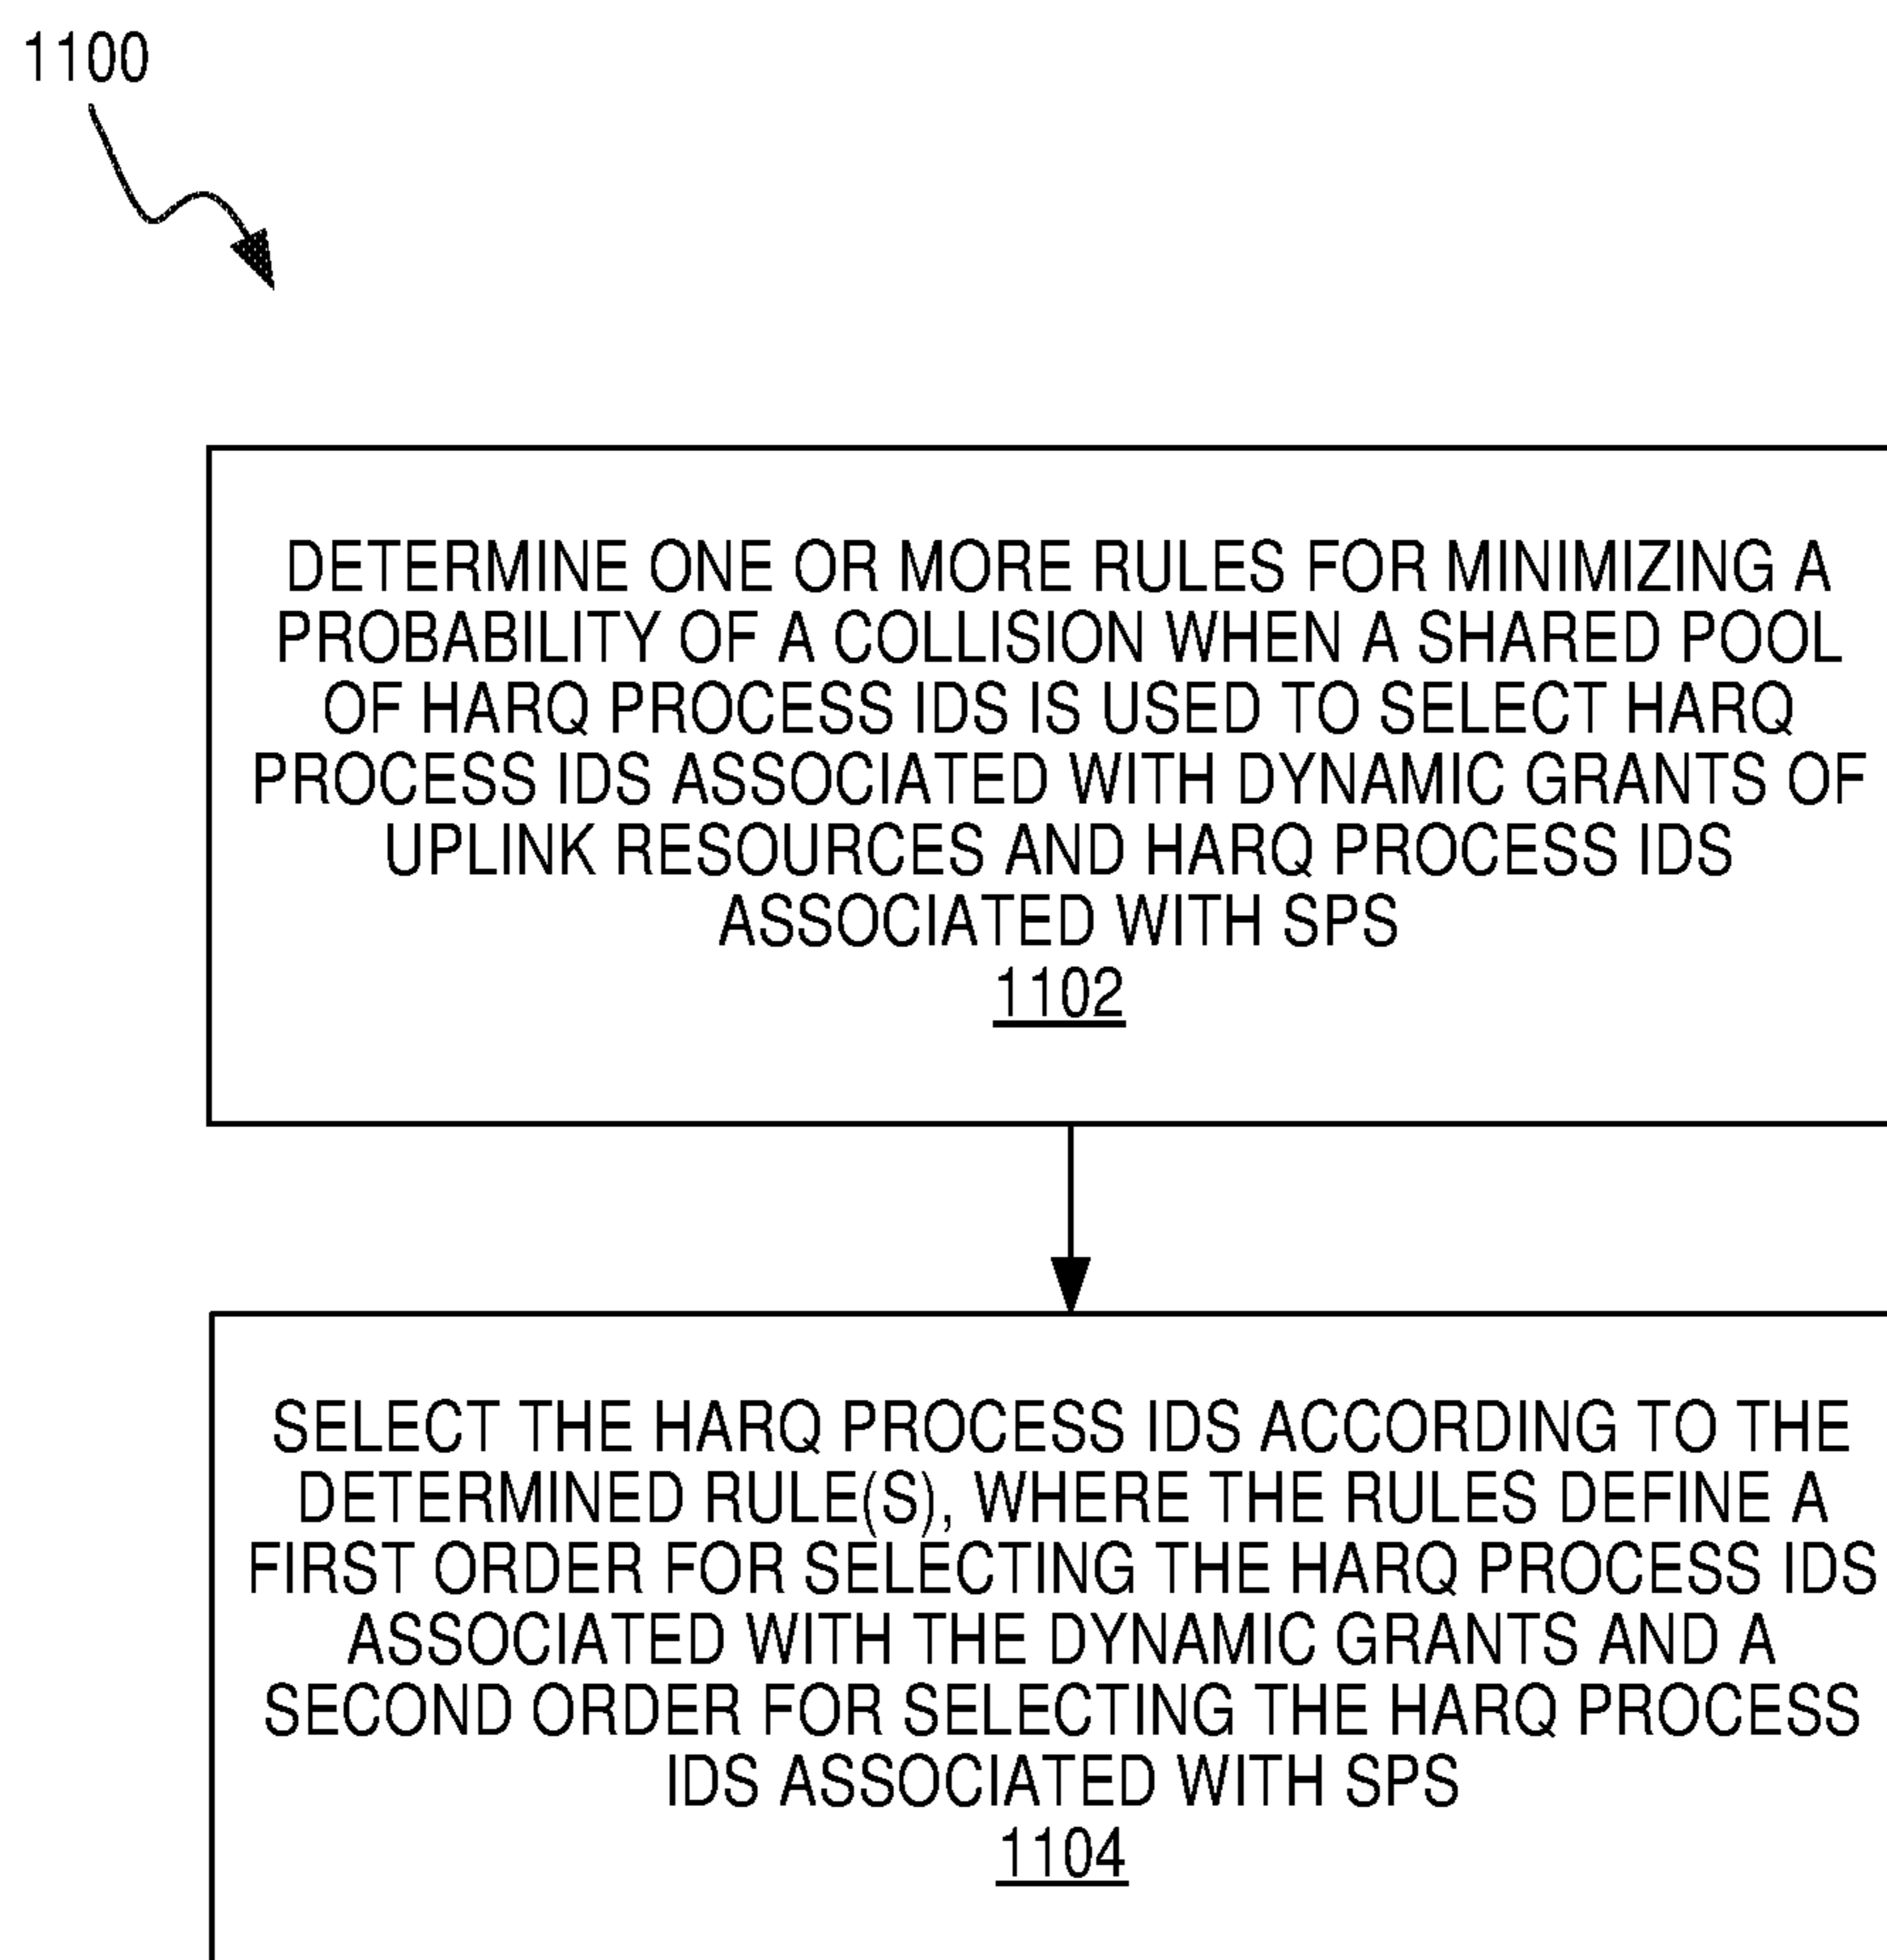 1100
DETERMINE ONE OR MORE RULES FOR MINIMIZING A
PROBABILITY OF A COLLISION WHEN A SHARED POOL
OF HARQ PROCESS IDS IS USED TO SELECT HARQ
PROCESS IDS ASSOCIATED WITH DYNAMIC GRANTS OF
UPLINK RESOURCES AND HARQ PROCESS IDS
ASSOCIATED WITH SPS
1102
SELECT THE HARQ PROCESS IDS ACCORDING TO THE
DETERMINED RULE(S), WHERE THE RULES DEFINE A
FIRST ORDER FOR SELECTING THE HARQ PROCESS IDS
ASSOCIATED WITH THE DYNAMIC GRANTS AND A
SECOND ORDER FOR SELECTING THE HARQ PROCESS
IDS ASSOCIATED WITH SPS
1104